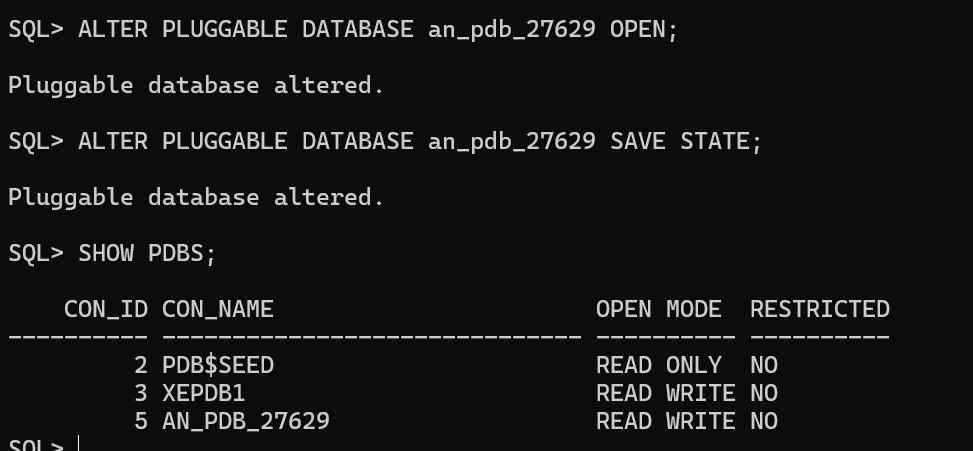 SQL> ALTER PLUGGABLE DATABASE an_pdb_27629 OPEN;
Pluggable database altered.
SQL> ALTER PLUGGABLE DATABASE an_pdb_27629 SAVE STATE;
Pluggable database altered.
SQL> SHOW PDBS;
    CON_ID CON_NAME                       OPEN MODE  RESTRICTED
---------- ------------------------------ ---------- ----------
         2 PDB$SEED                       READ ONLY  NO
         3 XEPDB1                         READ WRITE NO
         5 AN_PDB_27629                   READ WRITE NO
SQL>